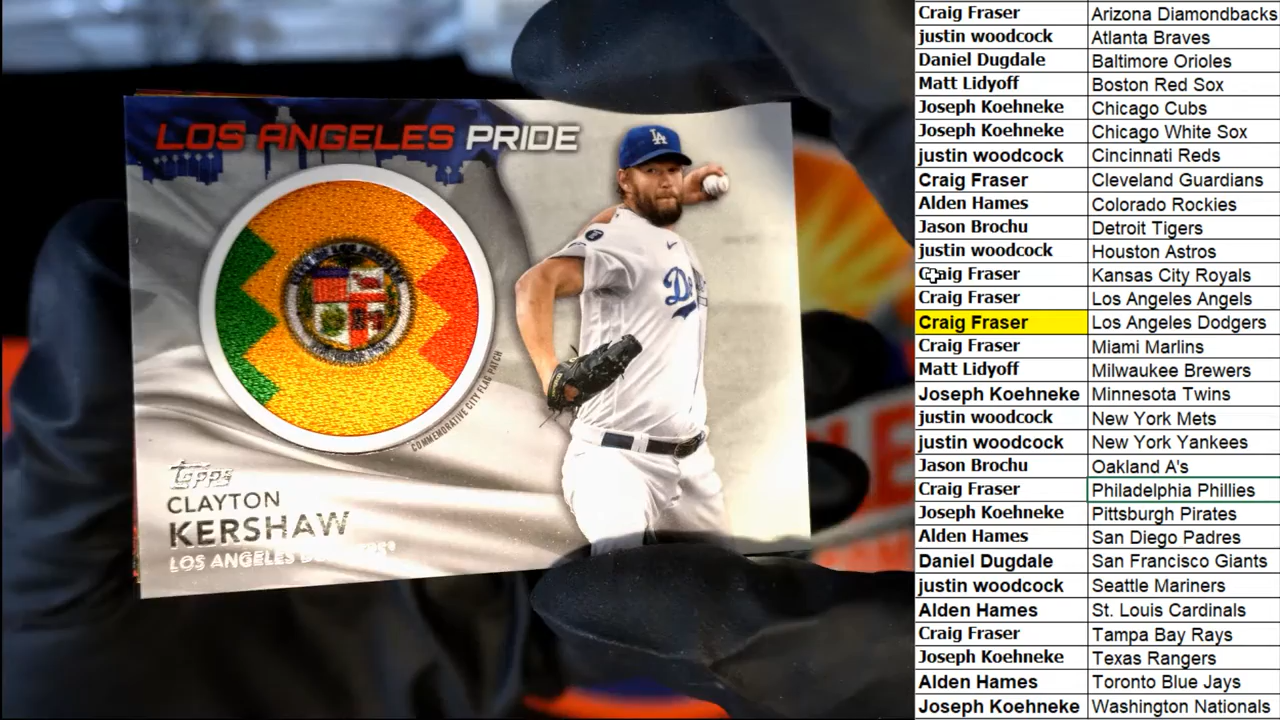 LOS ANGELES PRIDE
LA
COMMEMORATIVE CITY FLAG PATCH
Topps
CLAYTON
KERSHAW
LOS ANGELES
Craig Fraser Arizona Diamondbacks
justin woodcock Atlanta Braves
Daniel Dugdale Baltimore Orioles
Matt Lidyoff Boston Red Sox
Joseph Koehneke Chicago Cubs
Joseph Koehneke Chicago White Sox
justin woodcock Cincinnati Reds
Craig Fraser Cleveland Guardians
Alden Hames Colorado Rockies
Jason Brochu Detroit Tigers
justin woodcock Houston Astros
Craig Fraser Kansas City Royals
Craig Fraser Los Angeles Angels
Craig Fraser Los Angeles Dodgers
Craig Fraser Miami Marlins
Matt Lidyoff Milwaukee Brewers
Joseph Koehneke Minnesota Twins
justin woodcock New York Mets
justin woodcock New York Yankees
Jason Brochu Oakland A's
Craig Fraser Philadelphia Phillies
Joseph Koehneke Pittsburgh Pirates
Alden Hames San Diego Padres
Daniel Dugdale San Francisco Giants
justin woodcock Seattle Mariners
Alden Hames St. Louis Cardinals
Craig Fraser Tampa Bay Rays
Joseph Koehneke Texas Rangers
Alden Hames Toronto Blue Jays
Joseph Koehneke Washington Nationals